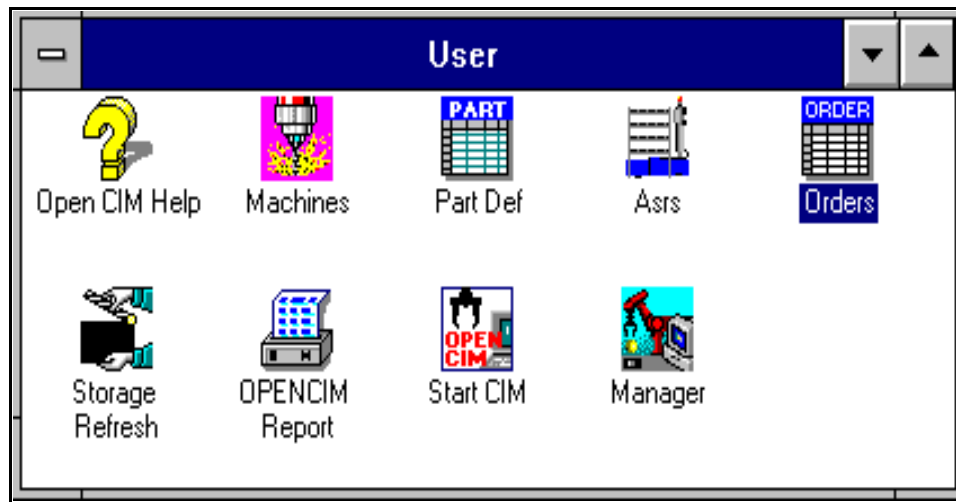 User
PART
ORDER
Open CIM Help
Machines
Part Def
Asrs
Orders
OPEN
CIM
Storage
Refresh
OPENCIM
Report
Start CIM
Manager